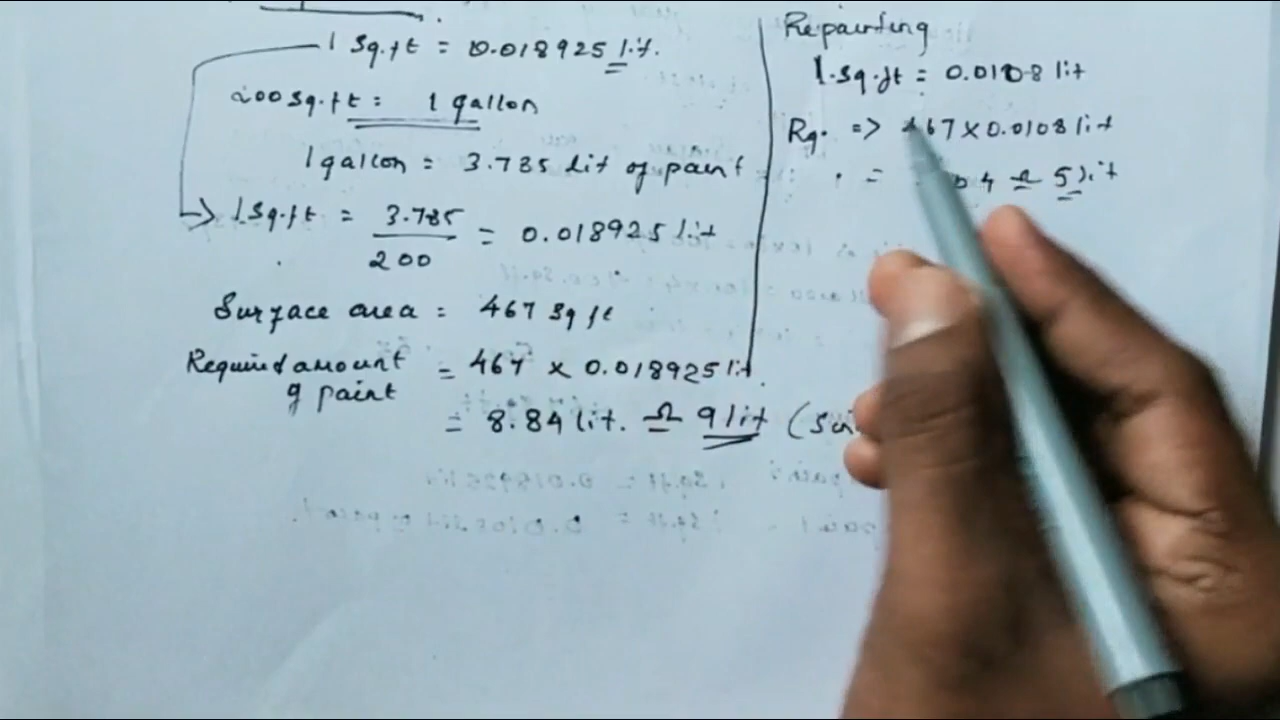 1 Sq.ft = 0.018925 lit.
200 Sq.ft = 1 gallon
1 gallon = 3.785 lit of paint
1 Sq.ft = 3.785
200
= 0.018925 lit
Surface area = 467 Sq ft
Required amount
of paint
= 467 x 0.018925 lit.
= 8.84 lit. ≏ 9 lit (
Repainting
1.sq.ft = 0.0108 lit
Rq. => 467 x 0.0108 lit
= 4 ≏ 5 lit